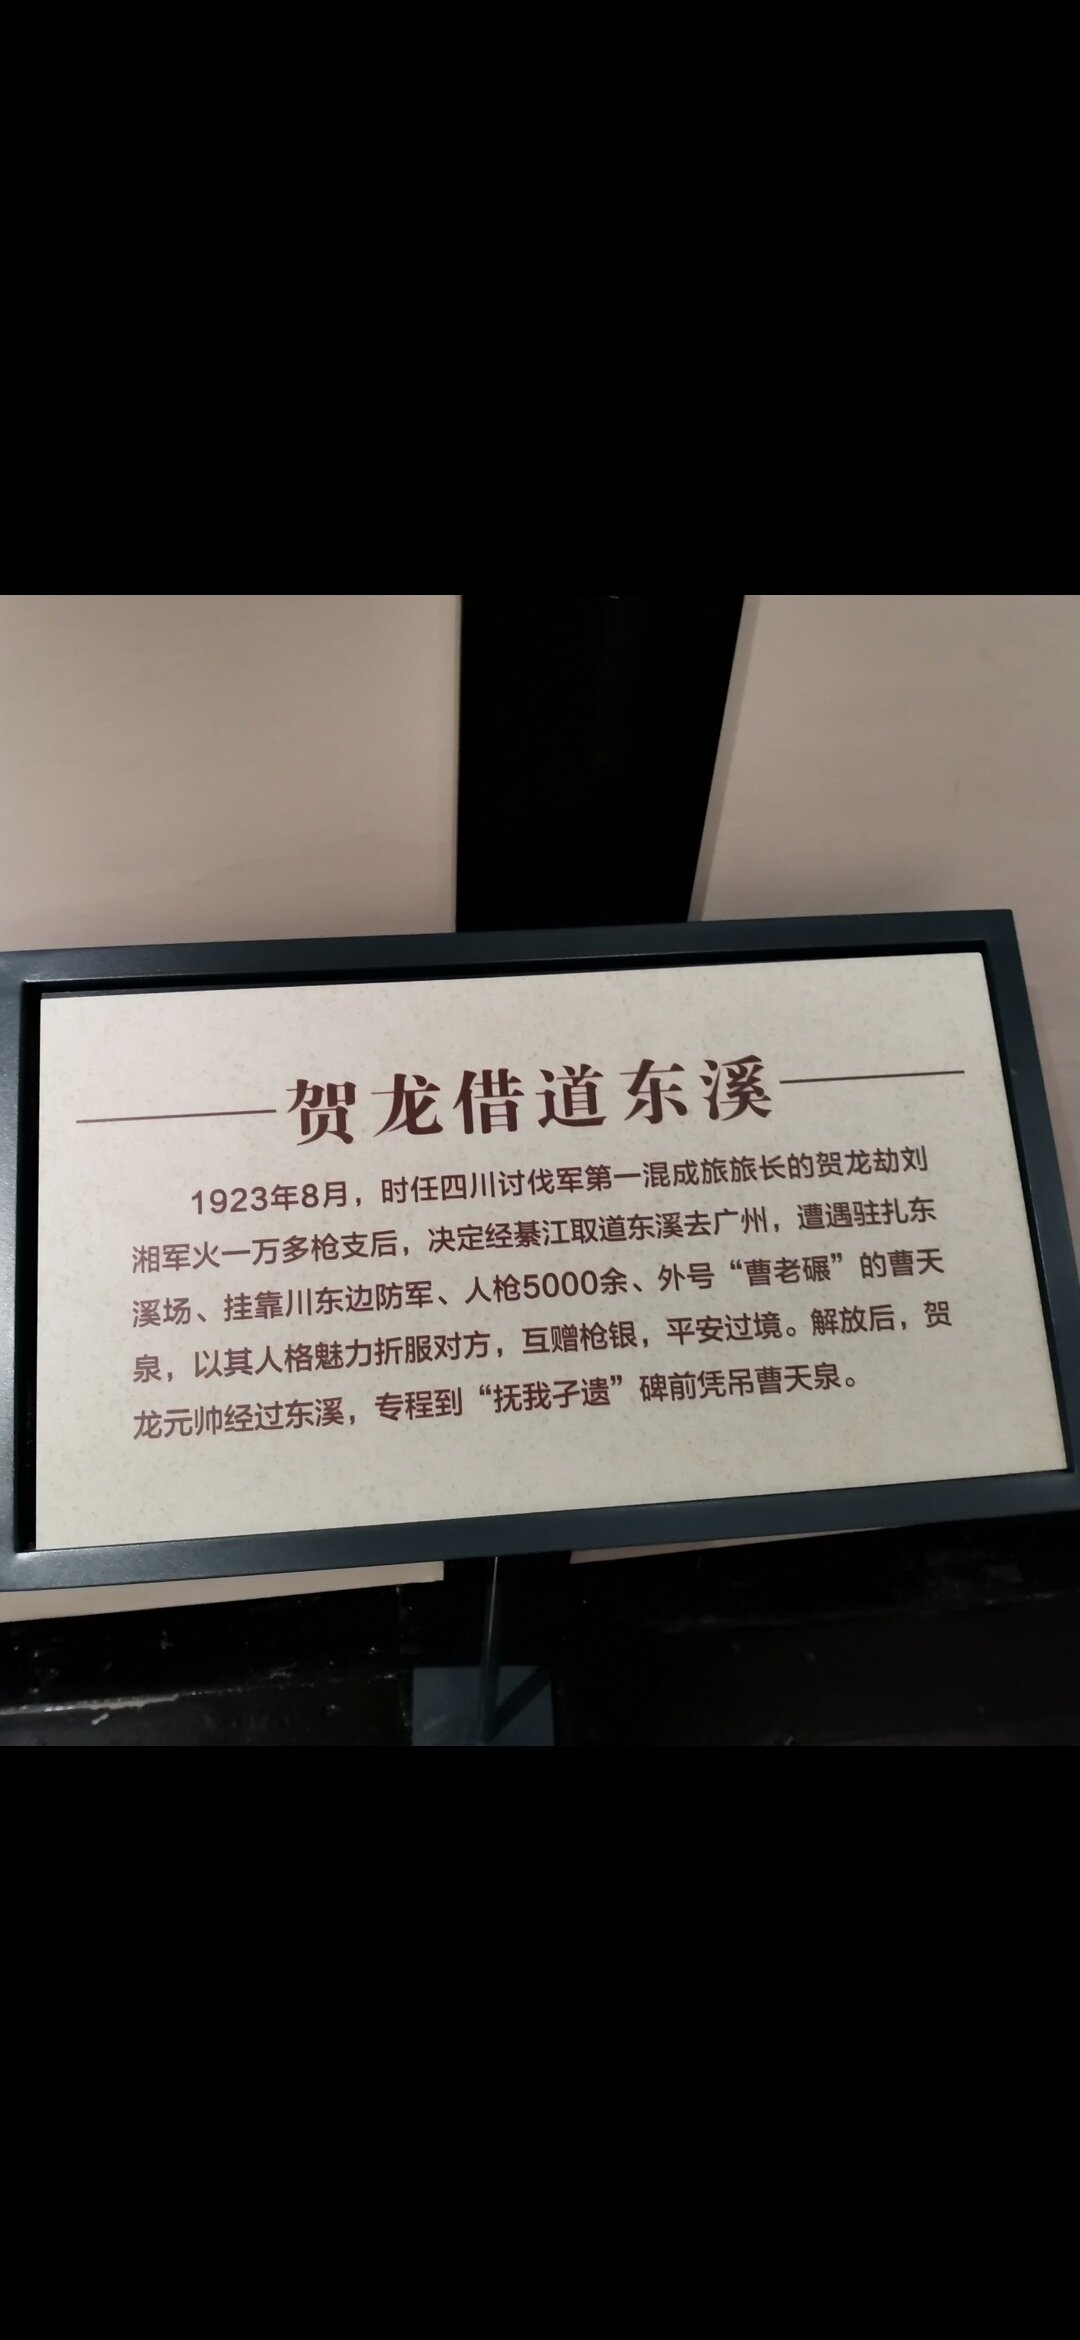 贺龙借道东溪
1923年8月，时任四川讨伐军第一混成旅旅长的贺龙劫刘
湘军火一万多枪支后，决定经綦江取道东溪去广州，遭遇驻扎东
溪场、挂靠川东边防军、人枪5000余、外号“曹老碾”的曹天
泉，以其人格魅力折服对方，互赠枪银，平安过境。解放后，贺
龙元帅经过东溪，专程到“抚我孑遗”碑前凭吊曹天泉。